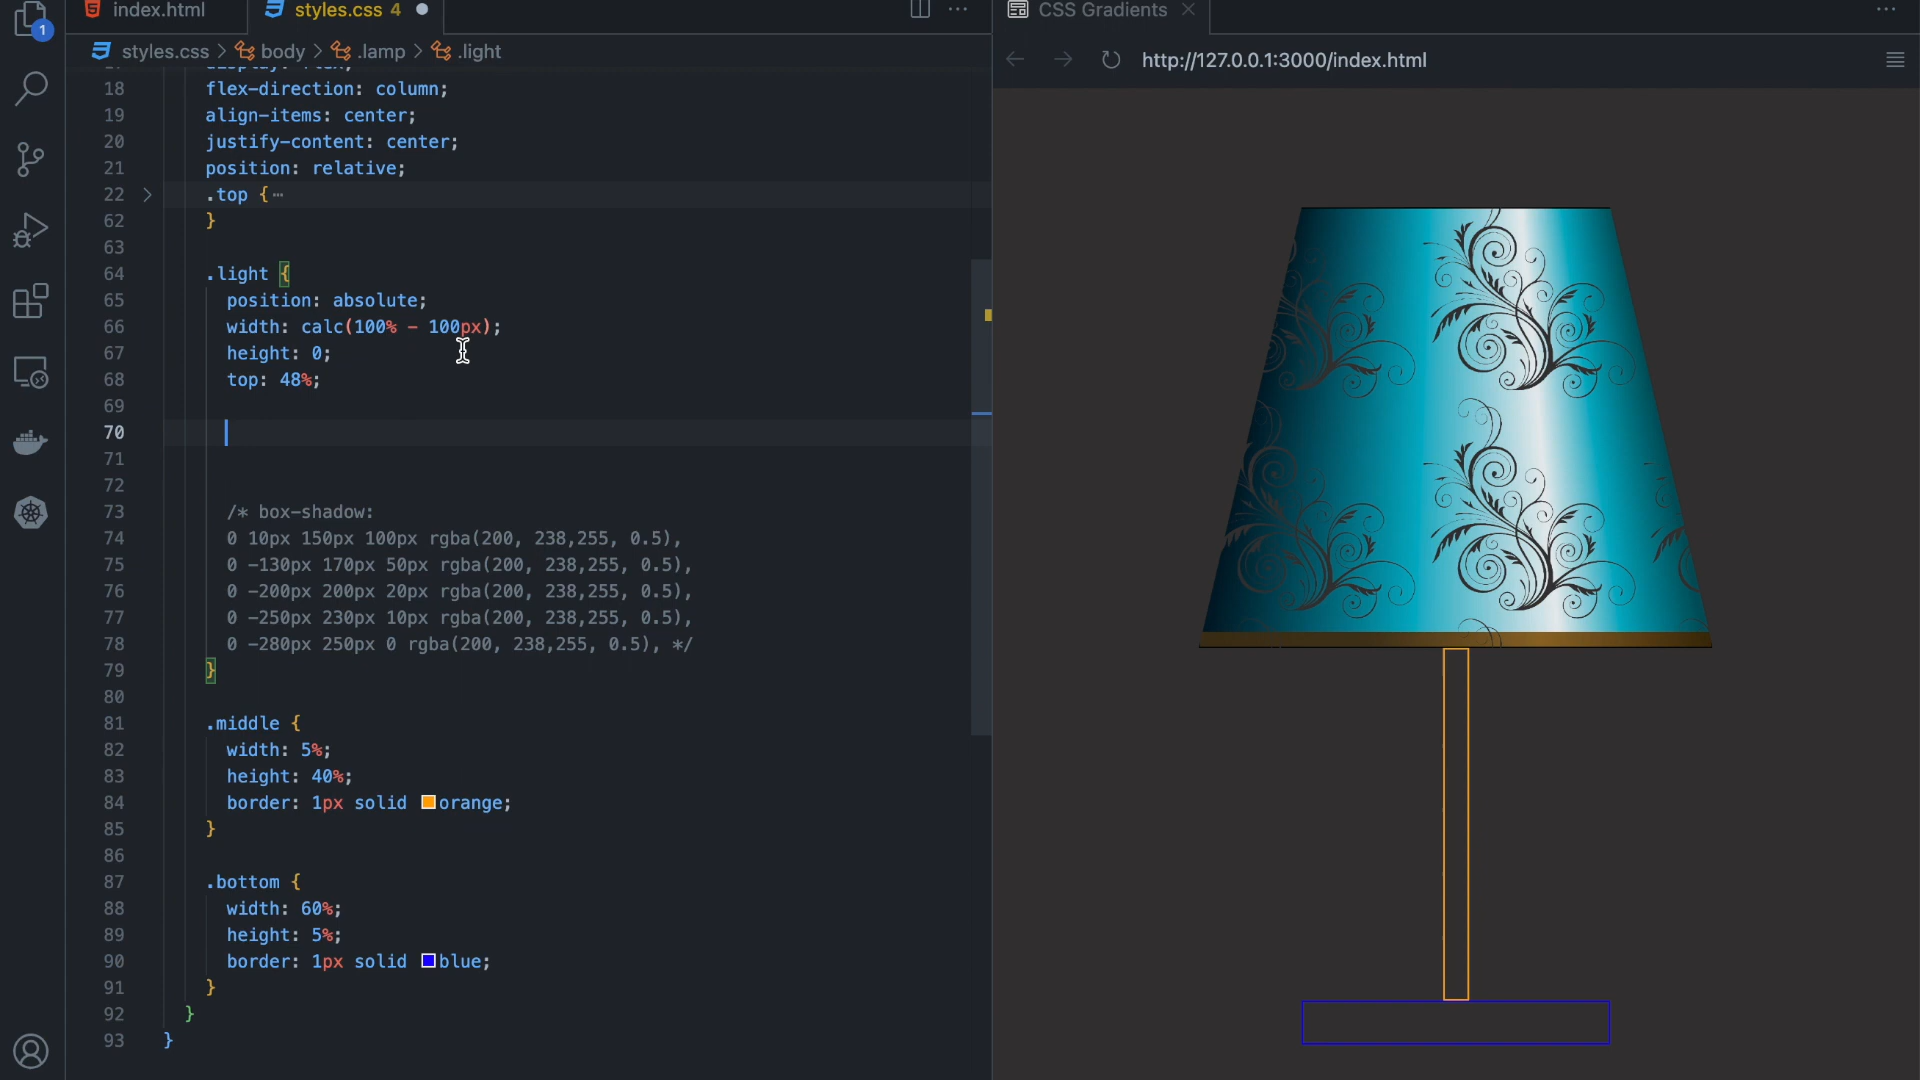 1
index.html
styles.css 4
styles.css > body > .lamp > .light
18 flex-direction: column;
19 align-items: center;
20 justify-content: center;
21 position: relative;
22 .top {⋯
62 }
63
64 .light {
65 position: absolute;
66 width: calc(100% - 100px);
67 height: 0;
68 top: 48%;
69
70
71
72
73 /* box-shadow:
74 0 10px 150px 100px rgba(200, 238,255, 0.5),
75 0 -130px 170px 50px rgba(200, 238,255, 0.5),
76 0 -200px 200px 20px rgba(200, 238,255, 0.5),
77 0 -250px 230px 10px rgba(200, 238,255, 0.5),
78 0 -280px 250px 0 rgba(200, 238,255, 0.5), */
79 }
80
81 .middle {
82 width: 5%;
83 height: 40%;
84 border: 1px solid orange;
85 }
86
87 .bottom {
88 width: 60%;
89 height: 5%;
90 border: 1px solid blue;
91 }
92 }
93 }
CSS Gradients
http://127.0.0.1:3000/index.html